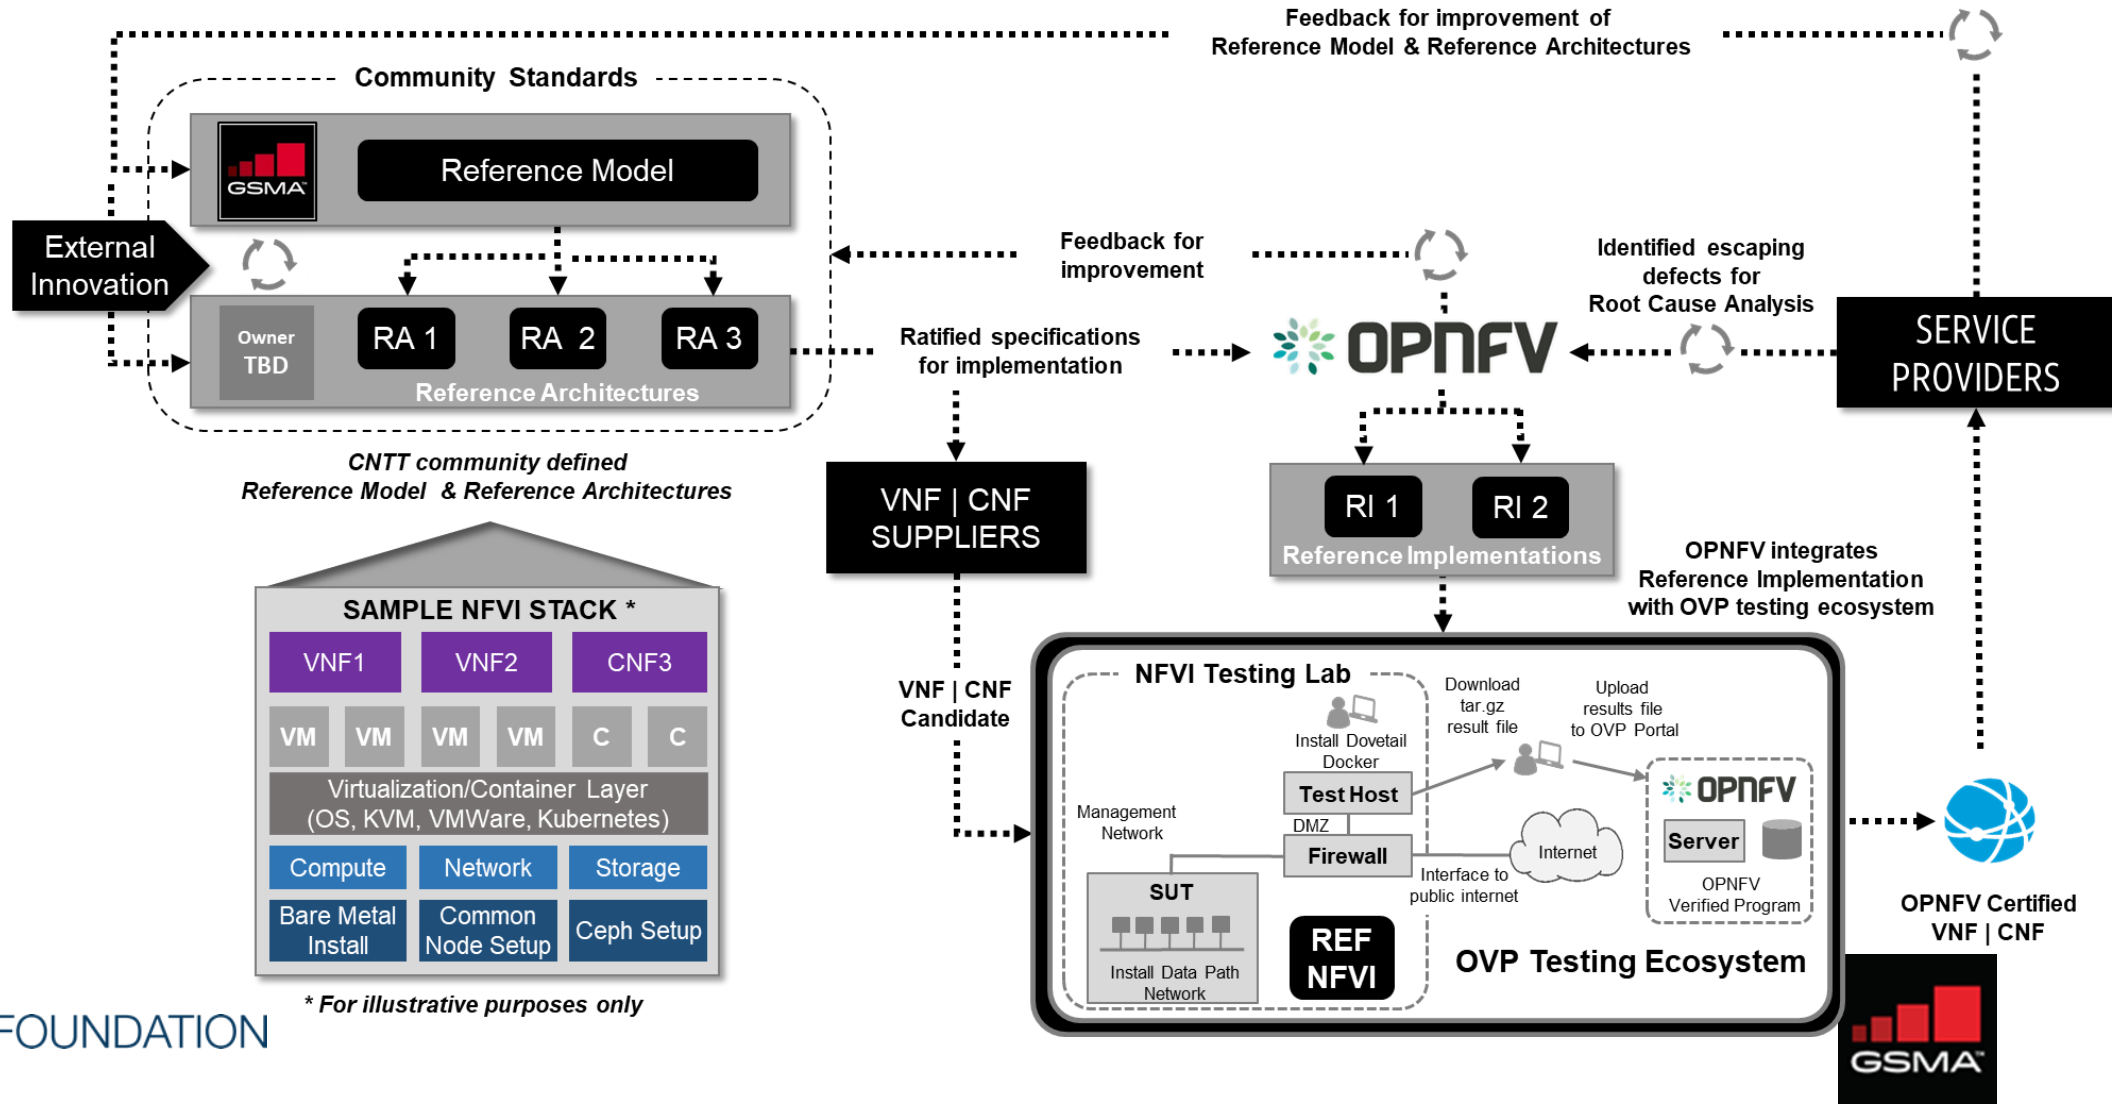 Feedback for improvement of
Reference Model & Reference Architectures
Community Standards
GSMA™
Reference Model
External
Innovation
Owner
TBD
RA 1
RA 2
RA 3
Reference Architectures
CNTT community defined
Reference Model & Reference Architectures
Feedback for
improvement
Ratified specifications
for implementation
OPNFV
Identified escaping
defects for
Root Cause Analysis
SERVICE
PROVIDERS
VNF | CNF
SUPPLIERS
RI 1
RI 2
Reference Implementations
OPNFV integrates
Reference Implementation
with OVP testing ecosystem
SAMPLE NFVI STACK *
VNF1
VNF2
CNF3
VM
VM
VM
VM
C
C
Virtualization/Container Layer
(OS, KVM, VMWare, Kubernetes)
Compute
Network
Storage
Bare Metal
Install
Common
Node Setup
Ceph Setup
* For illustrative purposes only
FOUNDATION
VNF | CNF
Candidate
NFVI Testing Lab
Install Dovetail
Docker
Test Host
DMZ
Firewall
Management
Network
SUT
Install Data Path
Network
REF
NFVI
Download
tar.gz
result file
Upload
results file
to OVP Portal
Internet
Interface to
public internet
OPNFV
Server
OPNFV
Verified Program
OVP Testing Ecosystem
OPNFV Certified
VNF | CNF
GSMA™